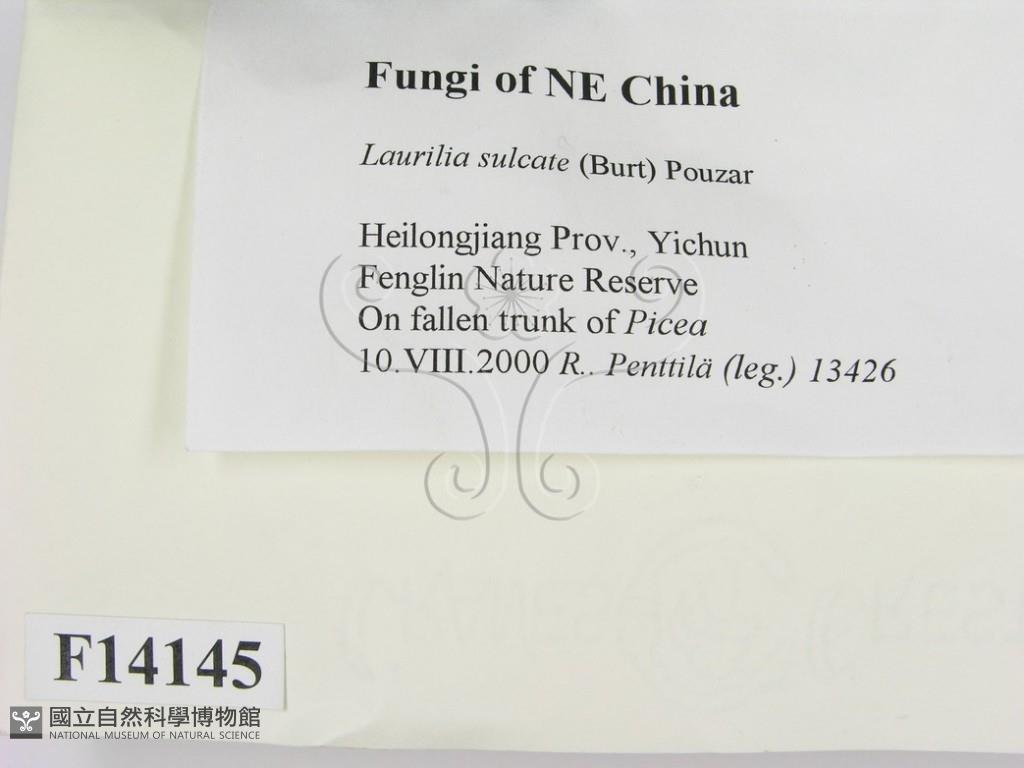 Fungi of NE China
Laurilia sulcate (Burt) Pouzar
Heilongjiang Prov., Yichun
Fenglin Nature Reserve
On fallen trunk of Picea
10.VIII.2000 R.. Penttilä (leg.) 13426
F14145
國立自然科學博物館
NATIONAL MUSEUM OF NATURAL SCIENCE